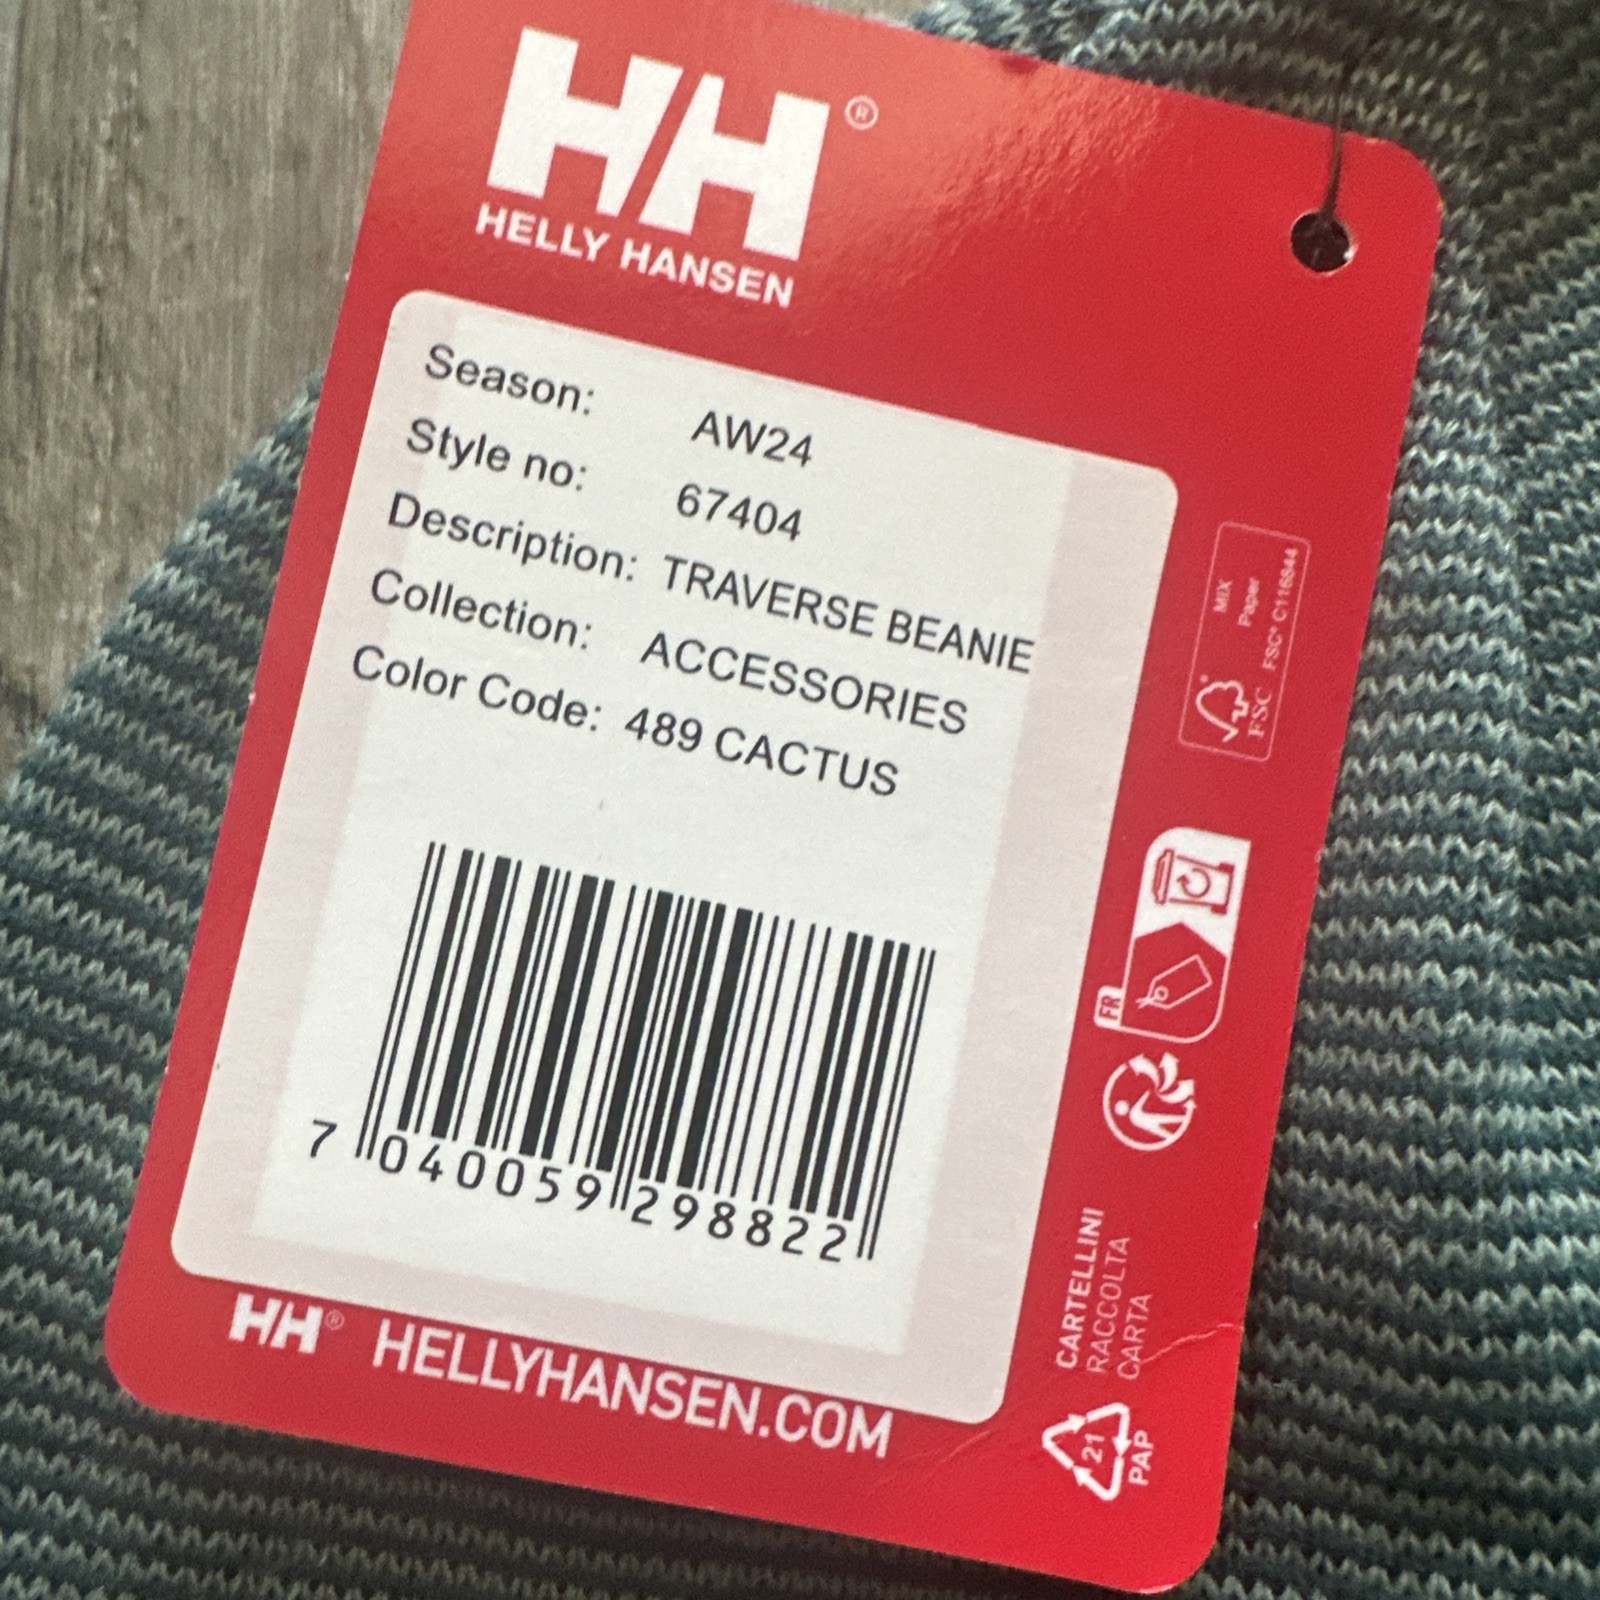 HH®
HELLY HANSEN
Season: AW24
Style no: 67404
Description: TRAVERSE BEANIE
Collection: ACCESSORIES
Color Code: 489 CACTUS
7 040059 298822
HH® HELLYHANSEN.COM
MIX
Paper
FSC® C116844
FSC
FR
CARTELLINI
RACCOLTA
CARTA
21
PAP